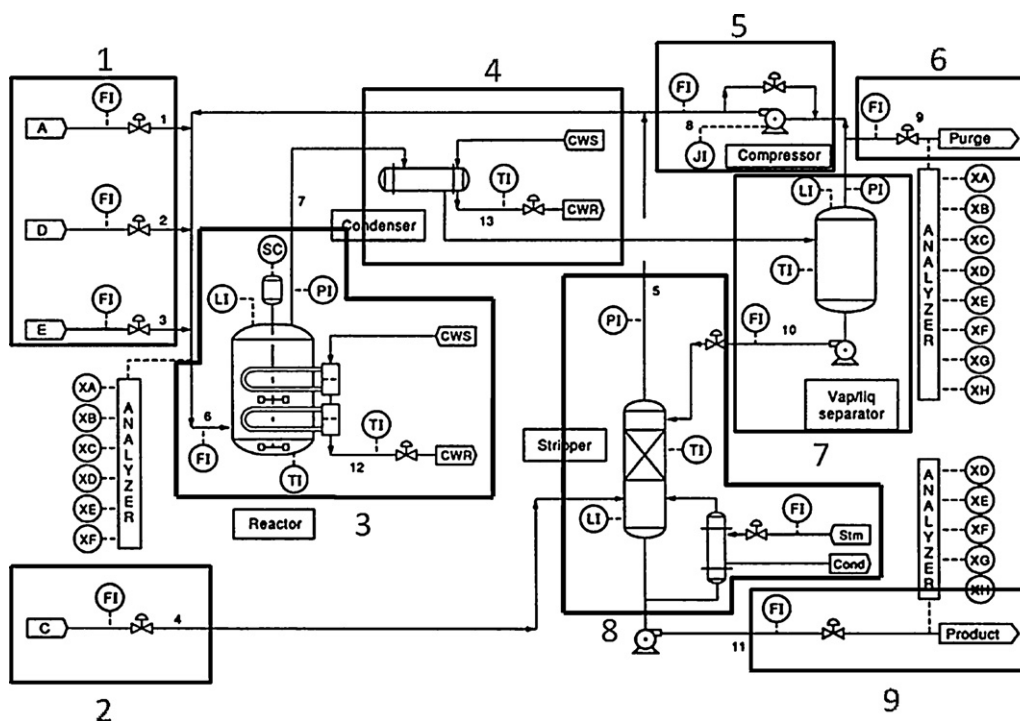 1
FI
A
1
FI
D
2
FI
E
3
XA
XB
XC
XD
XE
XF
ANALYZER
2
FI
C
4
3
SC
LI
PI
7
CWS
6
FI
TI
TI
12
CWR
Reactor
4
CWS
TI
13
CWR
Condenser
5
FI
8
JI
Compressor
6
FI
9
Purge
ANALYZER
XA
XB
XC
XD
XE
XF
XG
XH
LI
PI
TI
FI
10
Vap/liq
separator
7
5
PI
Stripper
TI
LI
FI
Stm
Cond
8
ANALYZER
XD
XE
XF
XG
XH
FI
11
Product
9